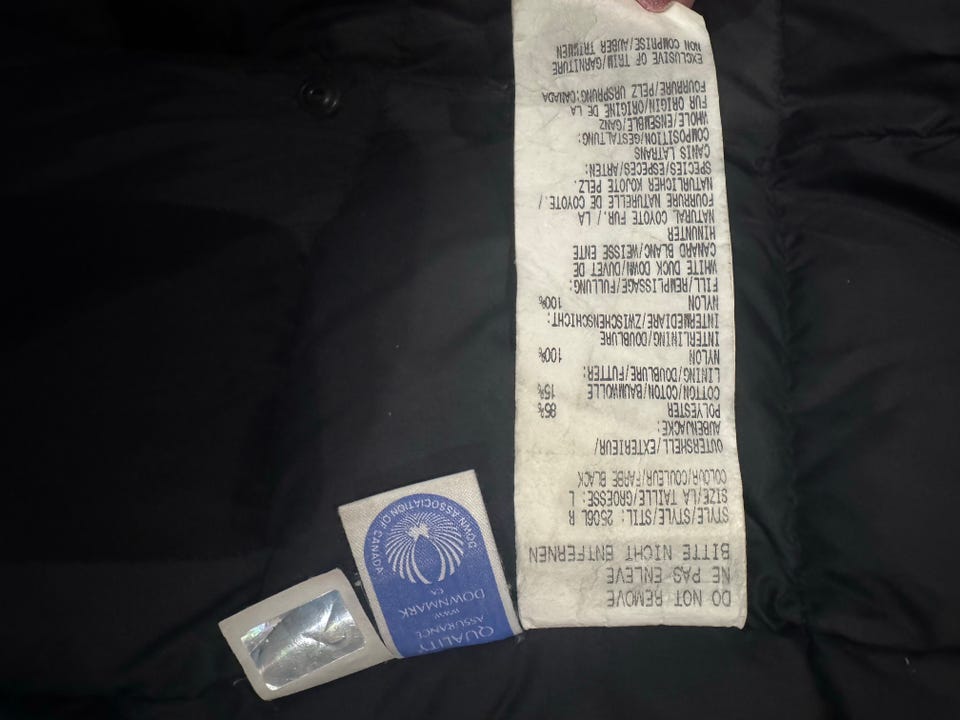 DO NOT REMOVE
NE PAS ENLEVE
BITTE NICHT ENTFERNEN
STYLE/STYLE/STIL: 2506L R
SIZE/LA TAILLE/GROESSE: L
COLOUR/COULEUR/FARBE BLACK
OUTERSHELL/EXTERIEUR/
AUBENJACKE:
POLYESTER 85%
COTTON/COTON/BAUMWOLLE 15%
LINING/DOUBLURE/FUTTER:
NYLON 100%
INTERLINING/DOUBLURE
INTERMEDIARE/ZWISCHENSCHICHT:
NYLON 100%
FILL/REMPLISSAGE/FULLUNG:
WHITE DUCK DOWN/DUVET DE
CANARD BLANC/WEISSE ENTE
HINUNTER
NATURAL COYOTE FUR./ LA
FOURRURE NATURELLE DE COYOTE./
NATURLICHER KOJOTE PELZ.
SPECIES/ESPECES/ARTEN:
CANIS LATRANS
COMPOSITION/GESTALTUNG:
WHOLE/ENSEMBLE/GANZ
FUR ORIGIN/ORIGINE DE LA
FOURRURE/PELZ URSPRUNG:CANADA
EXCLUSIVE OF TRIM/GARNITURE
NON COMPRISE/AUBER TRIMMEN
QUALITY
ASSURANCE
DOWNMARK
CA
DOWN ASSOCIATION OF CANADA